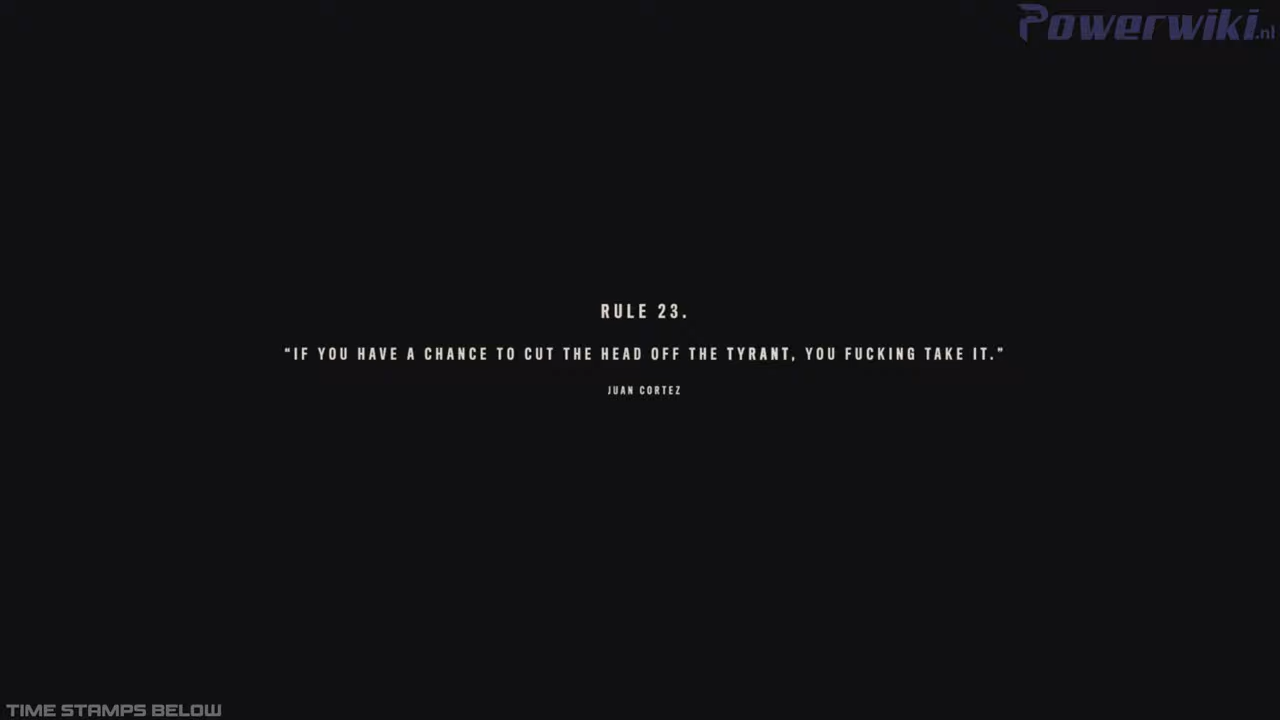 Powerwiki.nl
RULE 23.
“IF YOU HAVE A CHANCE TO CUT THE HEAD OFF THE TYRANT, YOU FUCKING TAKE IT.”
JUAN CORTEZ
TIME STAMPS BELOW